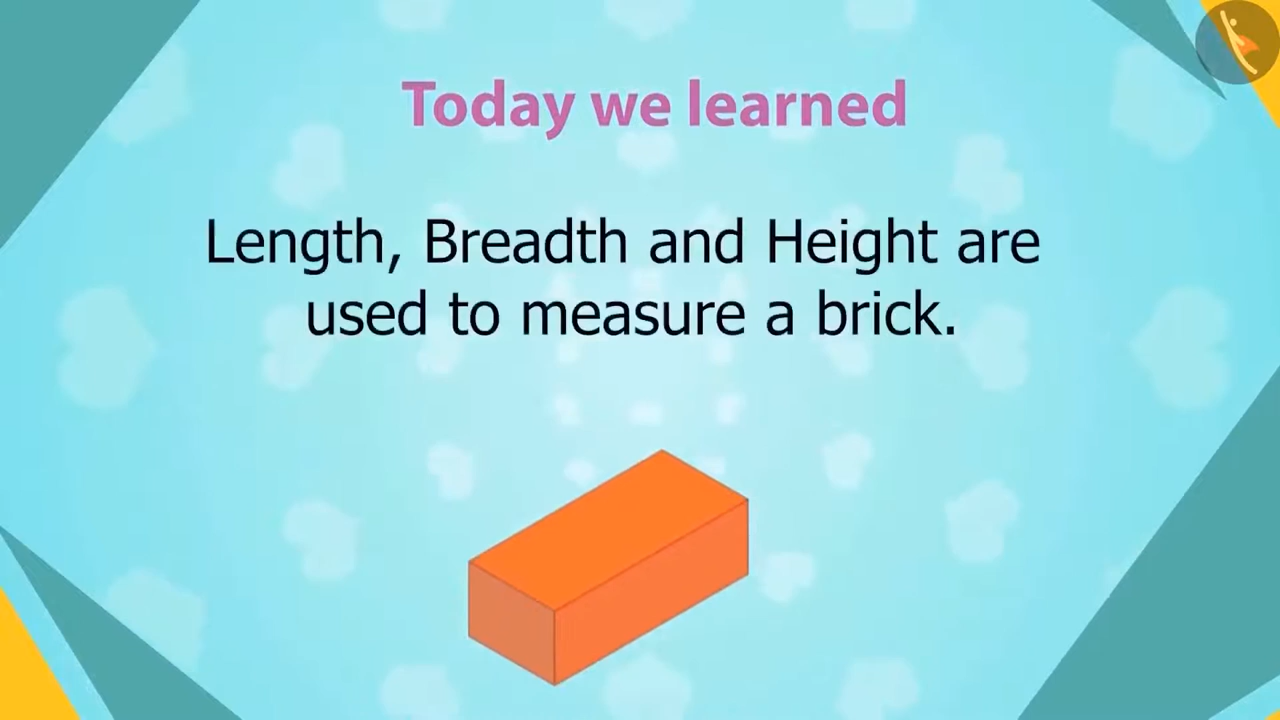 Today we learned
Length, Breadth and Height are
used to measure a brick.